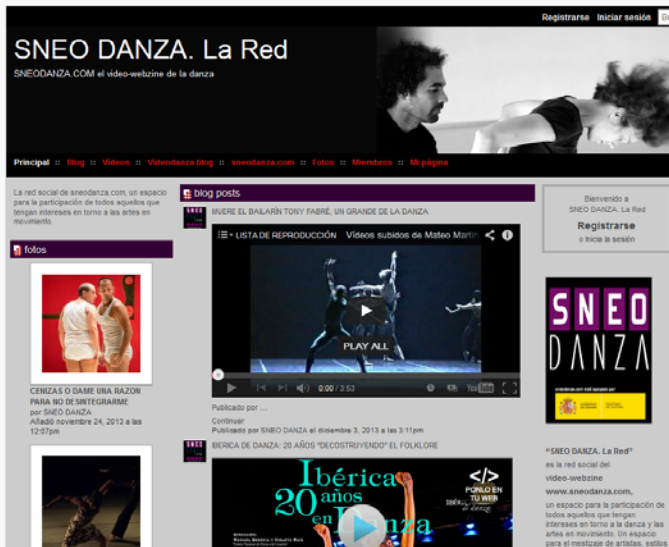 Registrarse Iniciar sesión
SNEO DANZA. La Red
SNEODANZA.COM el video-webzine de la danza
Principal :: Blog :: Vídeos :: Videodanza blog :: sneodanza.com :: Fotos :: Miembros :: Mi página
La red social de sneodanza.com, un espacio
para la participación de todos aquellos que
tengan intereses en torno a las artes en
movimiento.
fotos
CENIZAS O DAME UNA RAZON
PARA NO DESINTEGRARME
por SNEO DANZA
Añadió noviembre 24, 2013 a las
12:07pm
blog posts
MUERE EL BAILARÍN TONY FABRÉ, UN GRANDE DE LA DANZA
LISTA DE REPRODUCCIÓN Vídeos subidos de Mateo Martín
PLAY ALL
0:00 / 3:53
YouTube
Publicado por ...
Continuar
Publicado por SNEO DANZA el diciembre 3, 2013 a las 3:11pm
IBERICA DE DANZA: 20 AÑOS "DECOSTRUYENDO" EL FOLKLORE
Ibérica
20 años
en Danza
</>
PONLO EN
TU WEB
Bienvenido a
SNEO DANZA. La Red
Registrarse
o Inicia la sesión
SNEO
DANZA
"SNEO DANZA. La Red"
es la red social del
video-webzine
www.sneodanza.com,
un espacio para la participación de
todos aquellos que tengan
intereses en torno a la danza y las
artes en movimiento. Un espacio
para el mestizaje de artistas, estilos